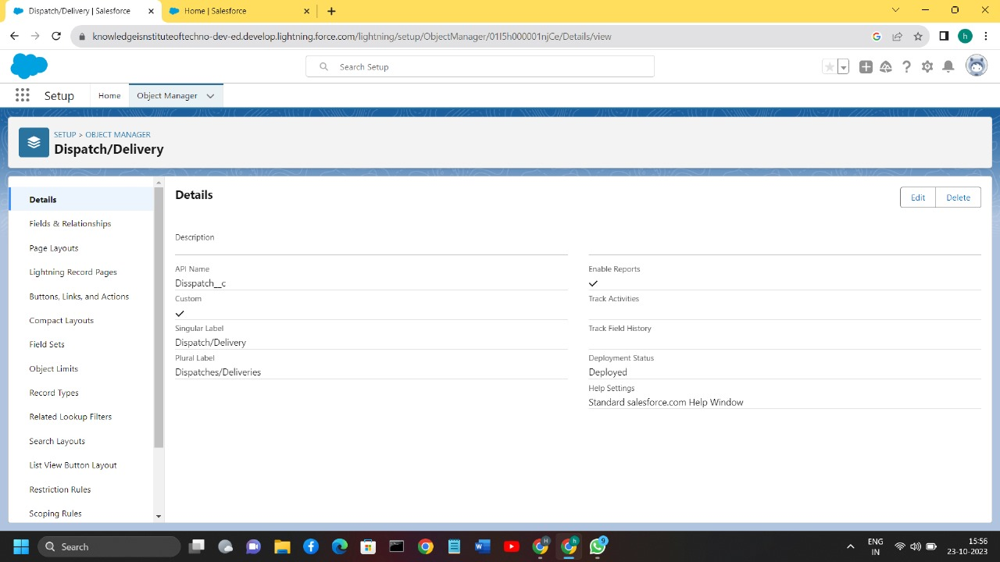 Dispatch/Delivery | Salesforce
Home | Salesforce
knowledgeisnstituteoftechno-dev-ed.develop.lightning.force.com/lightning/setup/ObjectManager/01I5h000001njCe/Details/view
h
Search Setup
Setup
Home
Object Manager
SETUP > OBJECT MANAGER
Dispatch/Delivery
Details
Fields & Relationships
Page Layouts
Lightning Record Pages
Buttons, Links, and Actions
Compact Layouts
Field Sets
Object Limits
Record Types
Related Lookup Filters
Search Layouts
List View Button Layout
Restriction Rules
Scoping Rules
Details
Edit
Delete
Description
API Name
Disspatch__c
Custom
Singular Label
Dispatch/Delivery
Plural Label
Dispatches/Deliveries
Enable Reports
Track Activities
Track Field History
Deployment Status
Deployed
Help Settings
Standard salesforce.com Help Window
Search
9
ENG
IN
15:56
23-10-2023